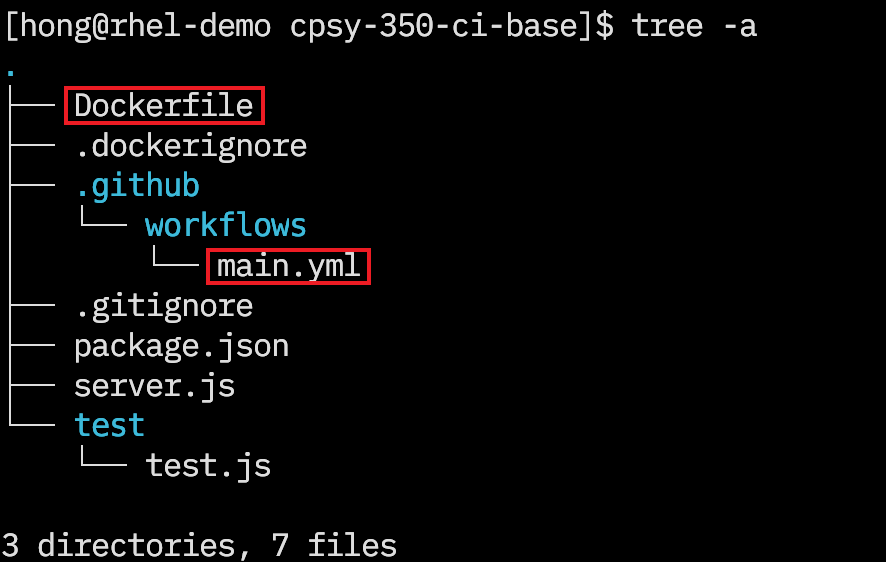 [hong@rhel-demo cpsy-350-ci-base]$ tree -a
.
├── Dockerfile
├── .dockerignore
├── .github
│   └── workflows
│       └── main.yml
├── .gitignore
├── package.json
├── server.js
└── test
    └── test.js

3 directories, 7 files